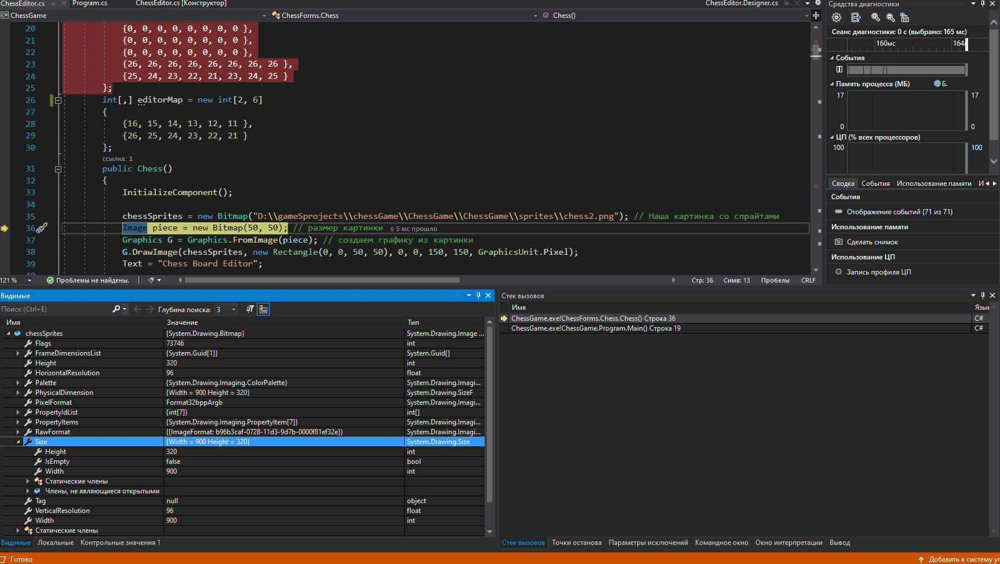 ChessEditor.cs
Program.cs
ChessEditor.cs [Конструктор]
ChessEditor.Designer.cs
C# ChessGame
ChessForms.Chess
Chess()
20 {0, 0, 0, 0, 0, 0, 0, 0 },
21 {0, 0, 0, 0, 0, 0, 0, 0 },
22 {0, 0, 0, 0, 0, 0, 0, 0 },
23 {26, 26, 26, 26, 26, 26, 26, 26 },
24 {25, 24, 23, 22, 21, 23, 24, 25 }
25 };
26 int[,] editorMap = new int[2, 6]
27 {
28 {16, 15, 14, 13, 12, 11 },
29 {26, 25, 24, 23, 22, 21 }
30 };
ссылка: 1
31 public Chess()
32 {
33 InitializeComponent();
34
35 chessSprites = new Bitmap("D:\\gameSprojects\\chessGame\\ChessGame\\ChessGame\\sprites\\chess2.png"); // Наша картинка со спрайтами
36 Image piece = new Bitmap(50, 50); // размер картинки ≤ 5 мс прошло
37 Graphics G = Graphics.FromImage(piece); // создаем графику из картинки
38 G.DrawImage(chessSprites, new Rectangle(0, 0, 50, 50), 0, 0, 150, 150, GraphicsUnit.Pixel);
39 Text = "Chess Board Editor";
121 %
Проблемы не найдены.
Стр: 36
Симв: 13
Пробелы
CRLF
Средства диагностики
Сеанс диагностики: 0 с (выбрано: 165 мс)
160мс
164
События
Память процесса (МБ)
Б.
17
17
0
0
ЦП (% всех процессоров)
100
100
Сводка
События
Использование памяти
И
События
Отображение событий (71 из 71)
Использование памяти
Сделать снимок
Использование ЦП
Запись профиля ЦП
Видимые
Поиск (Ctrl+E)
Глубина поиска: 3
Имя Значение Тип
chessSprites {System.Drawing.Bitmap} System.Drawing.Image ...
Flags 73746 int
FrameDimensionsList {System.Guid[1]} System.Guid[]
Height 320 int
HorizontalResolution 96 float
Palette {System.Drawing.Imaging.ColorPalette} System.Drawing.Imagi...
PhysicalDimension {Width = 900 Height = 320} System.Drawing.SizeF
PixelFormat Format32bppArgb System.Drawing.Imagi...
PropertyIdList {int[7]} int[]
PropertyItems {System.Drawing.Imaging.PropertyItem[7]} System.Drawing.Imagi...
RawFormat {[ImageFormat: b96b3caf-0728-11d3-9d7b-0000f81ef32e]} System.Drawing.Imagi...
Size {Width = 900 Height = 320} System.Drawing.Size
Height 320 int
IsEmpty false bool
Width 900 int
Статические члены
Члены, не являющиеся открытыми
Tag null object
VerticalResolution 96 float
Width 900 int
Статические члены
Видимые
Локальные
Контрольные значения 1
Стек вызовов
Имя Язык
ChessGame.exe!ChessForms.Chess.Chess() Строка 36 C#
ChessGame.exe!ChessGame.Program.Main() Строка 19 C#
Стек вызовов
Точки останова
Параметры исключений
Командное окно
Окно интерпретации
Вывод
Готово
Добавить в систему уп